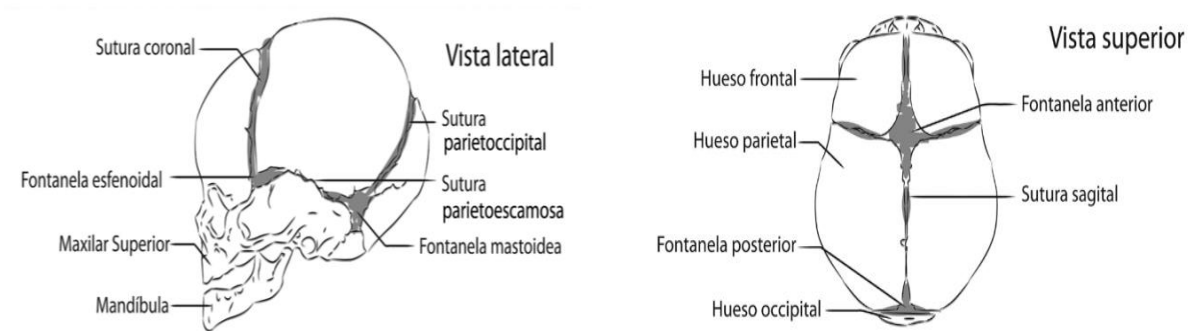 Vista lateral
Sutura coronal
Sutura
parietoccipital
Fontanela esfenoidal
Sutura
parietoescamosa
Maxilar Superior
Fontanela mastoidea
Mandíbula
Vista superior
Hueso frontal
Fontanela anterior
Hueso parietal
Sutura sagital
Fontanela posterior
Hueso occipital